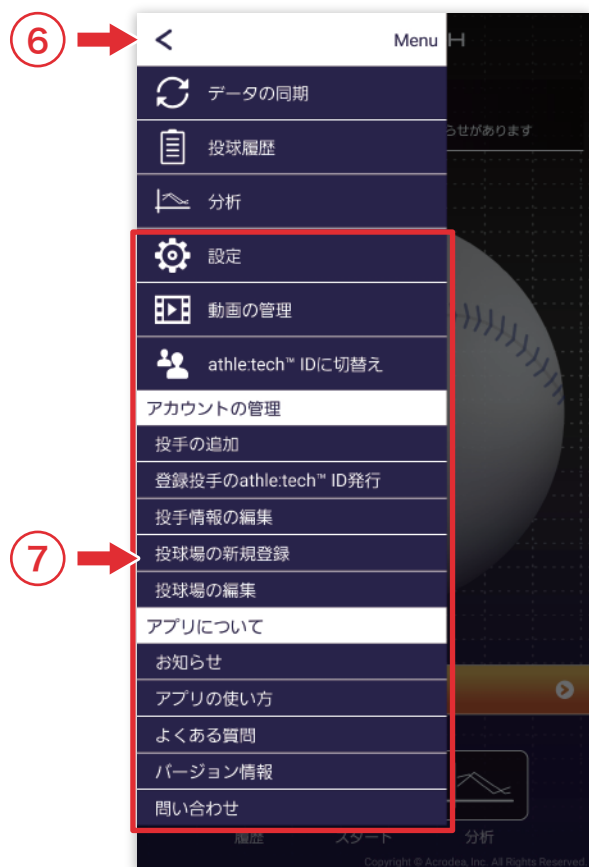 ⑥
Menu
H
データの同期
らせがあります
投球履歴
分析
設定
動画の管理
athle:tech™ IDに切替え
アカウントの管理
投手の追加
登録投手のathle:tech™ ID発行
投手情報の編集
⑦
投球場の新規登録
投球場の編集
アプリについて
お知らせ
アプリの使い方
よくある質問
バージョン情報
問い合わせ
履歴 スタート 分析
Copyright © Acrodea, Inc. All Rights Reserved.